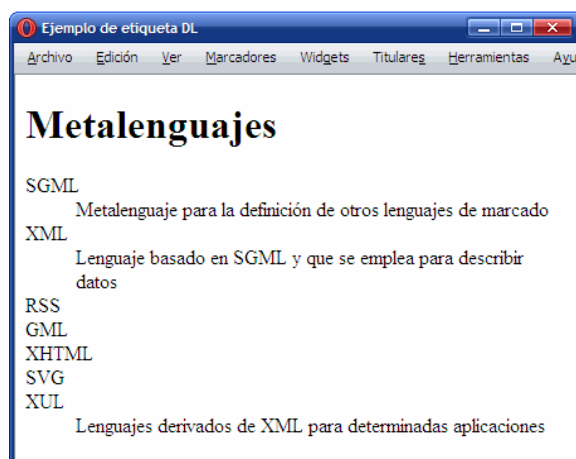 Ejemplo de etiqueta DL
Archivo Edición Ver Marcadores Widgets Titulares Herramientas Ayu
Metalenguajes
SGML
Metalenguaje para la definición de otros lenguajes de marcado
XML
Lenguaje basado en SGML y que se emplea para describir
datos
RSS
GML
XHTML
SVG
XUL
Lenguajes derivados de XML para determinadas aplicaciones